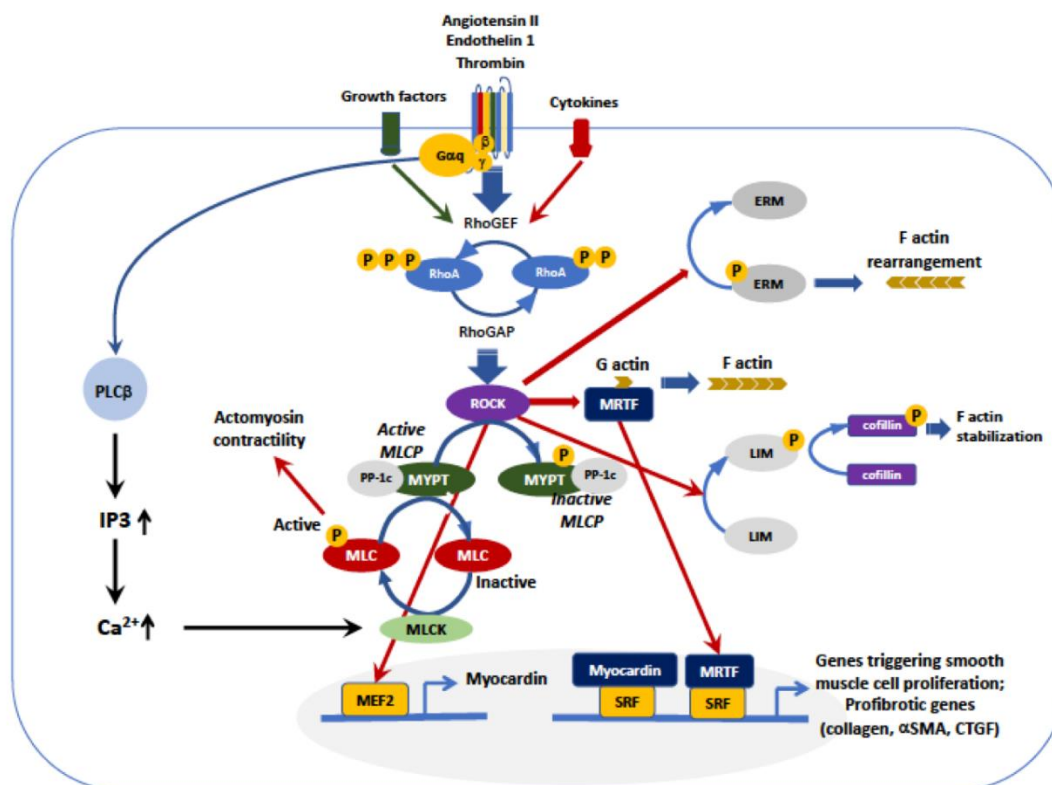 Angiotensin II
Endothelin 1
Thrombin
Growth factors
Cytokines
Gαq
β
γ
RhoGEF
P P P
RhoA
RhoA
P P
RhoGAP
ERM
P
ERM
F actin
rearrangement
PLCβ
ROCK
G actin
MRTF
F actin
Actomyosin
contractility
Active
MLCP
PP-1c
MYPT
P
MYPT
PP-1c
Inactive
MLCP
LIM
P
cofillin
P
F actin
stabilization
cofillin
LIM
IP3
Active
P
MLC
MLC
Inactive
Ca²⁺
MLCK
MEF2
Myocardin
Myocardin
SRF
MRTF
SRF
Genes triggering smooth
muscle cell proliferation;
Profibrotic genes
(collagen, αSMA, CTGF)